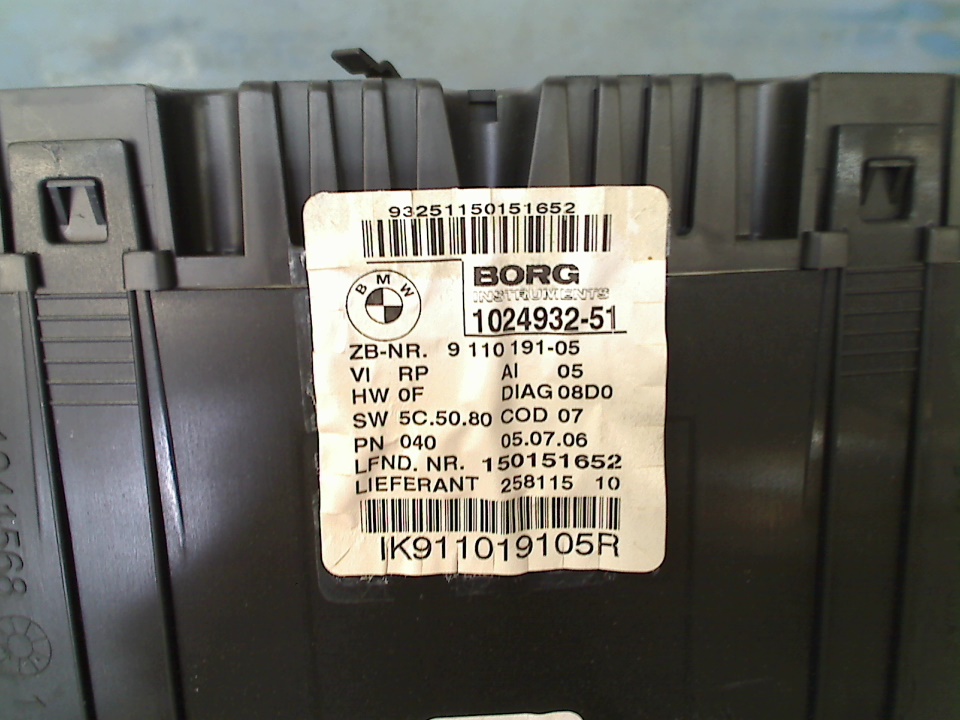 93251150151652
BMW
BORG
INSTRUMENTS
1024932-51
ZB-NR. 9 110 191-05
VI RP AI 05
HW 0F DIAG 08D0
SW 5C.50.80 COD 07
PN 040 05.07.06
LFND. NR. 150151652
LIEFERANT 258115 10
IK911019105R
1